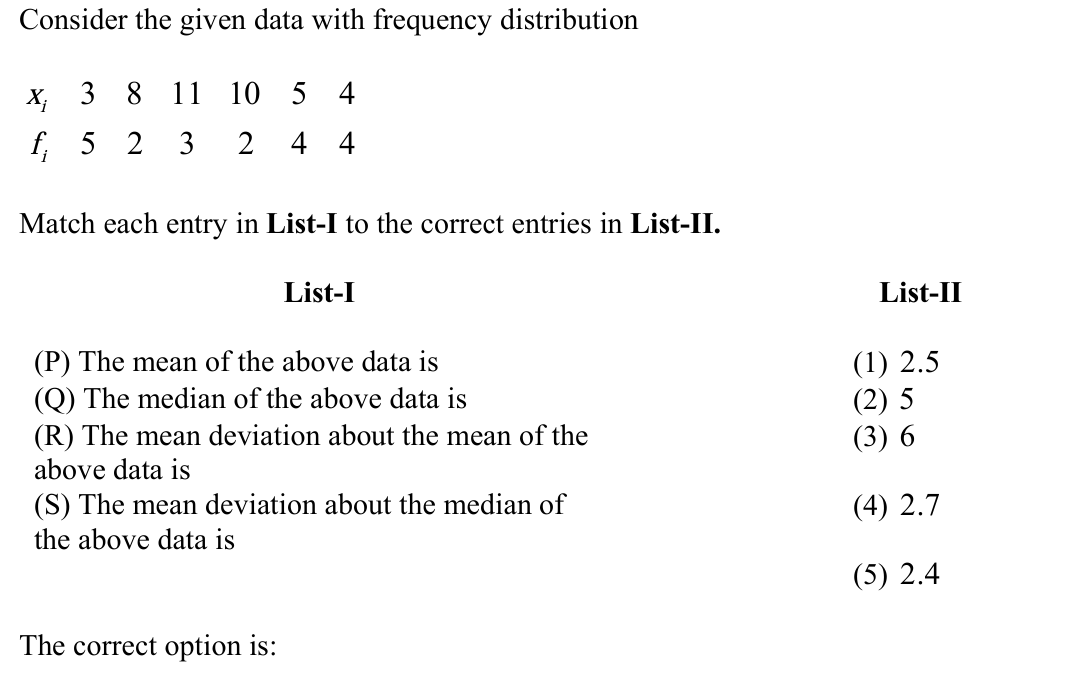 Consider the given data with frequency distribution
xᵢ 3 8 11 10 5 4
fᵢ 5 2 3 2 4 4
Match each entry in List-I to the correct entries in List-II.
List-I List-II
(P) The mean of the above data is (1) 2.5
(Q) The median of the above data is (2) 5
(R) The mean deviation about the mean of the (3) 6
above data is
(S) The mean deviation about the median of (4) 2.7
the above data is
(5) 2.4
The correct option is: